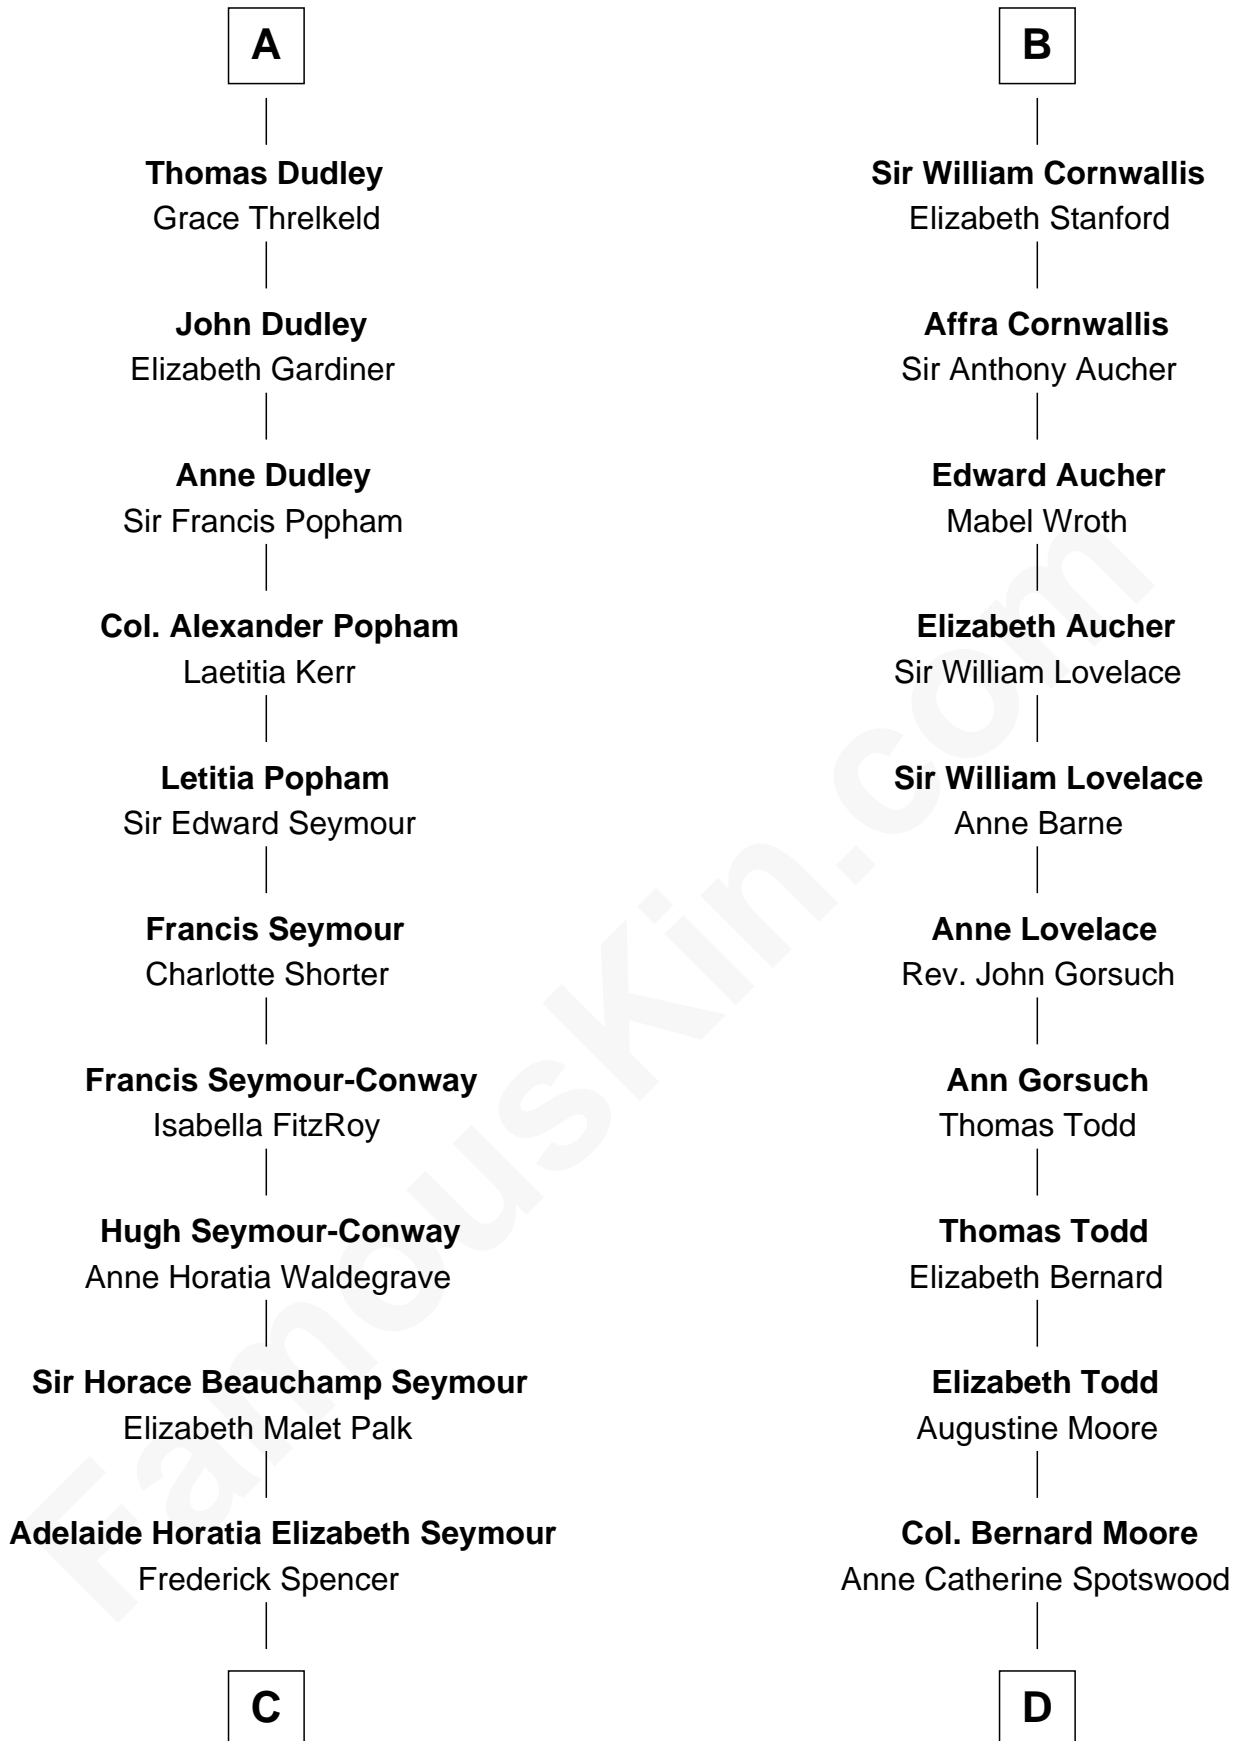 A
Thomas Dudley
Grace Threlkeld
John Dudley
Elizabeth Gardiner
Anne Dudley
Sir Francis Popham
Col. Alexander Popham
Laetitia Kerr
Letitia Popham
Sir Edward Seymour
Francis Seymour
Charlotte Shorter
Francis Seymour-Conway
Isabella FitzRoy
Hugh Seymour-Conway
Anne Horatia Waldegrave
Sir Horace Beauchamp Seymour
Elizabeth Malet Palk
Adelaide Horatia Elizabeth Seymour
Frederick Spencer
C
B
Sir William Cornwallis
Elizabeth Stanford
Affra Cornwallis
Sir Anthony Aucher
Edward Aucher
Mabel Wroth
Elizabeth Aucher
Sir William Lovelace
Sir William Lovelace
Anne Barne
Anne Lovelace
Rev. John Gorsuch
Ann Gorsuch
Thomas Todd
Thomas Todd
Elizabeth Bernard
Elizabeth Todd
Augustine Moore
Col. Bernard Moore
Anne Catherine Spotswood
D
FamousKin.com